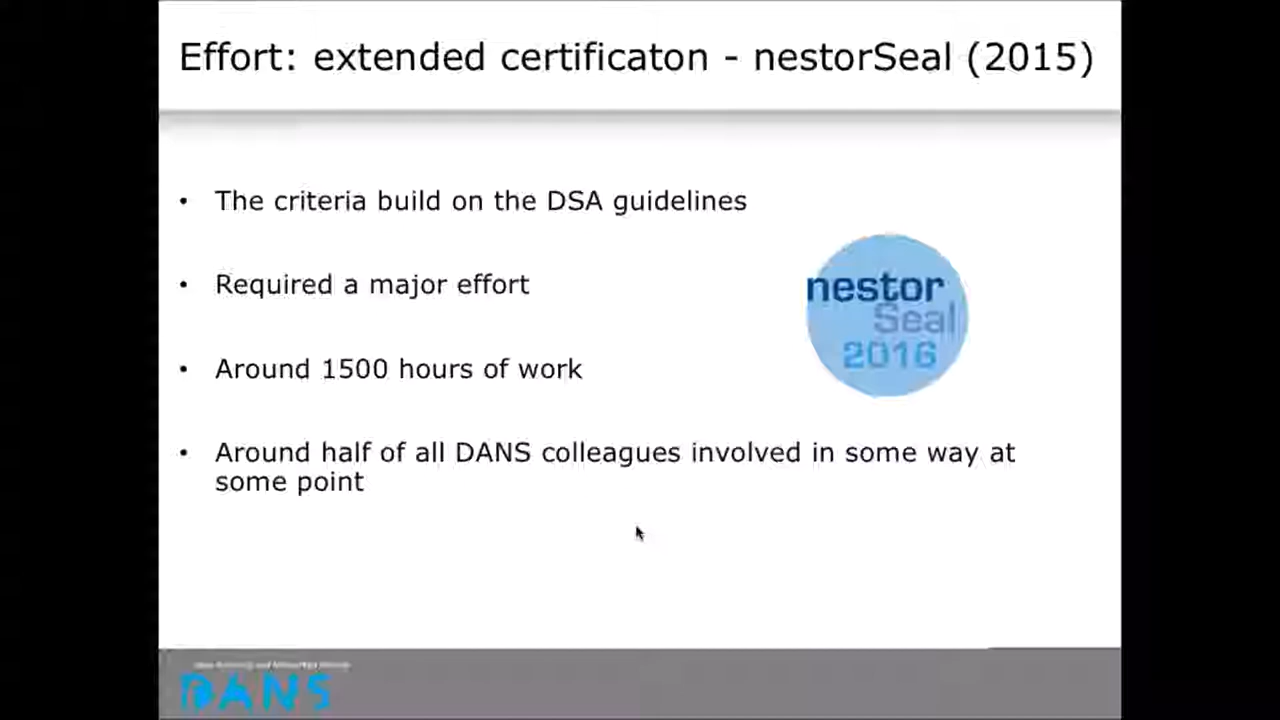 Effort: extended certificaton - nestorSeal (2015)
• The criteria build on the DSA guidelines
• Required a major effort
• Around 1500 hours of work
• Around half of all DANS colleagues involved in some way at
some point
nestor
Seal
2016
DANS